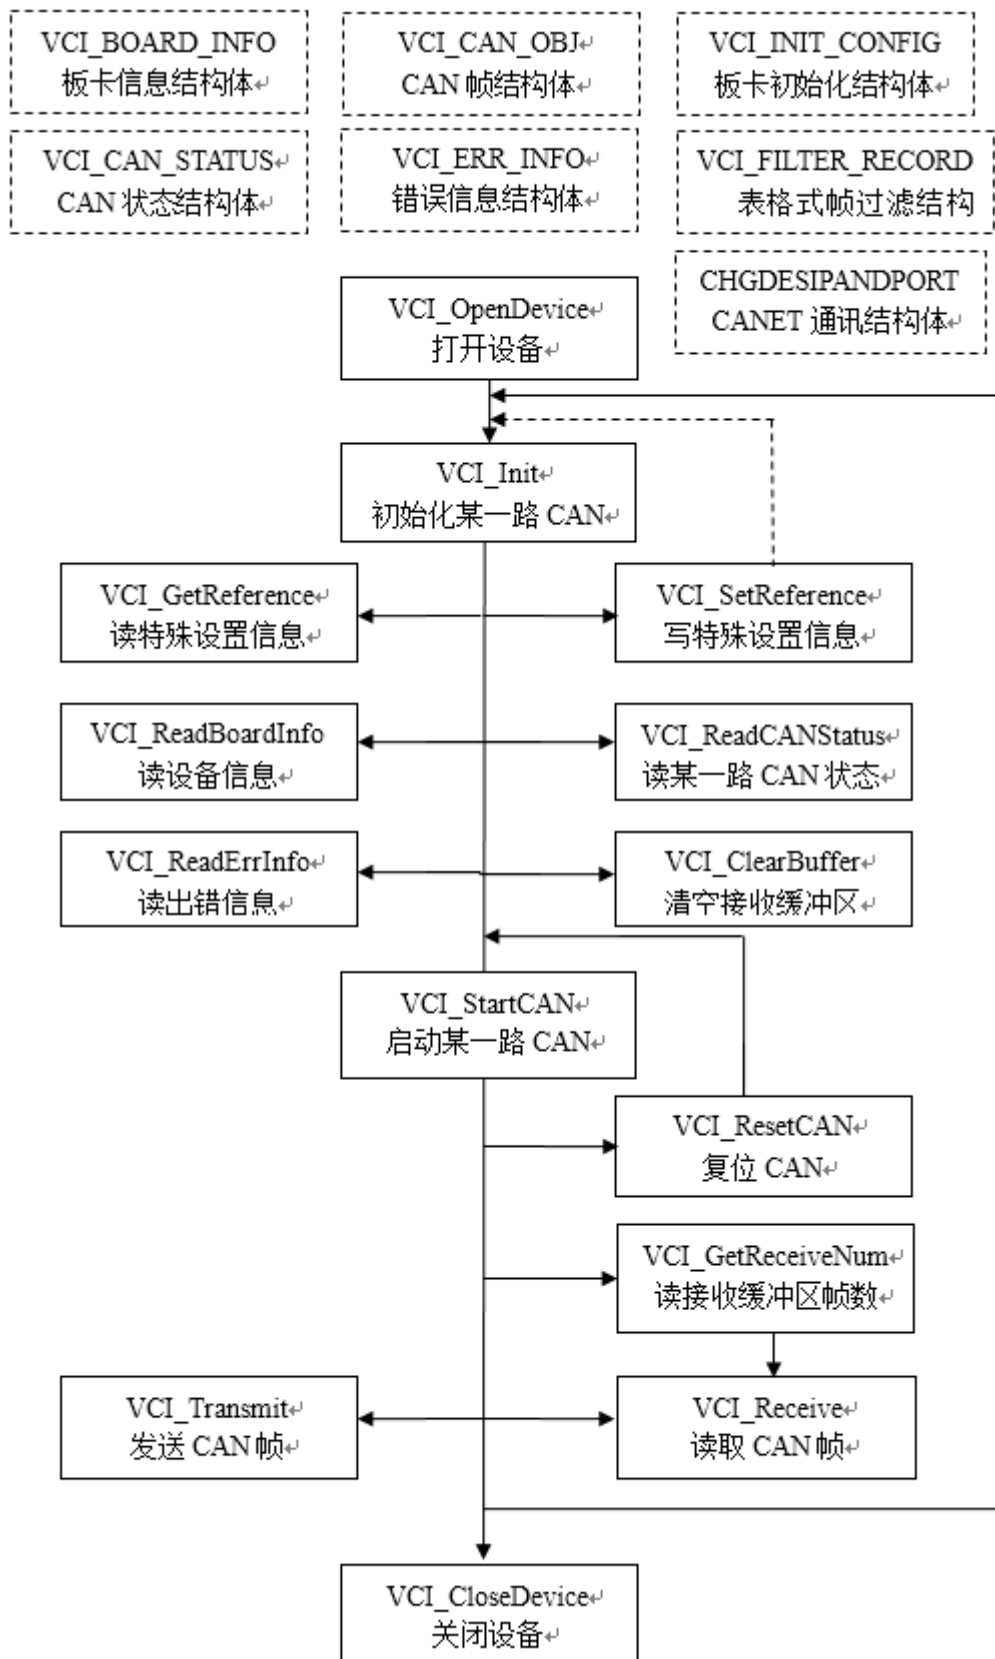 VCI_BOARD_INFO
板卡信息结构体
VCI_CAN_OBJ
CAN 帧结构体
VCI_INIT_CONFIG
板卡初始化结构体
VCI_CAN_STATUS
CAN 状态结构体
VCI_ERR_INFO
错误信息结构体
VCI_FILTER_RECORD
表格式帧过滤结构
CHGDESIPANDPORT
CANET 通讯结构体
VCI_OpenDevice
打开设备
VCI_Init
初始化某一路 CAN
VCI_GetReference
读特殊设置信息
VCI_SetReference
写特殊设置信息
VCI_ReadBoardInfo
读设备信息
VCI_ReadCANStatus
读某一路 CAN 状态
VCI_ReadErrInfo
读出错信息
VCI_ClearBuffer
清空接收缓冲区
VCI_StartCAN
启动某一路 CAN
VCI_ResetCAN
复位 CAN
VCI_GetReceiveNum
读接收缓冲区帧数
VCI_Transmit
发送 CAN 帧
VCI_Receive
读取 CAN 帧
VCI_CloseDevice
关闭设备